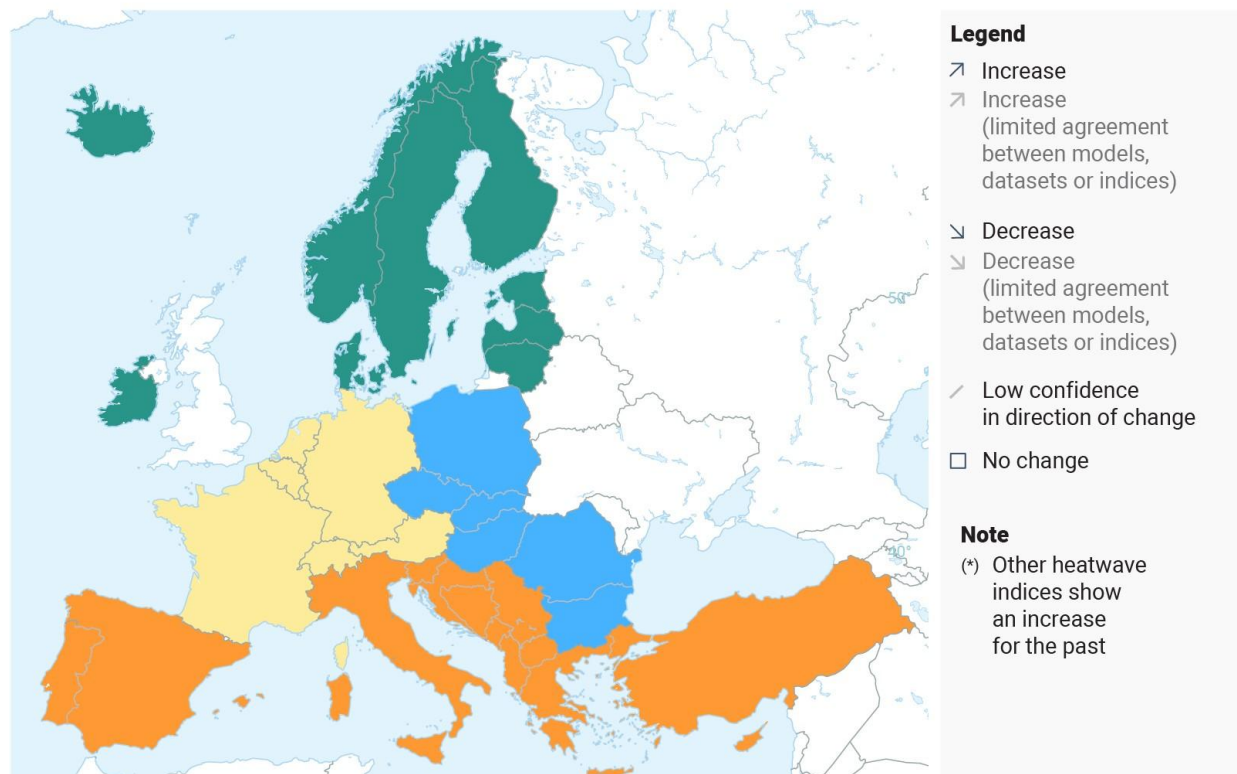 Legend
Increase
Increase
(limited agreement
between models,
datasets or indices)
Decrease
Decrease
(limited agreement
between models,
datasets or indices)
Low confidence
in direction of change
No change
Note
(*) Other heatwave
indices show
an increase
for the past